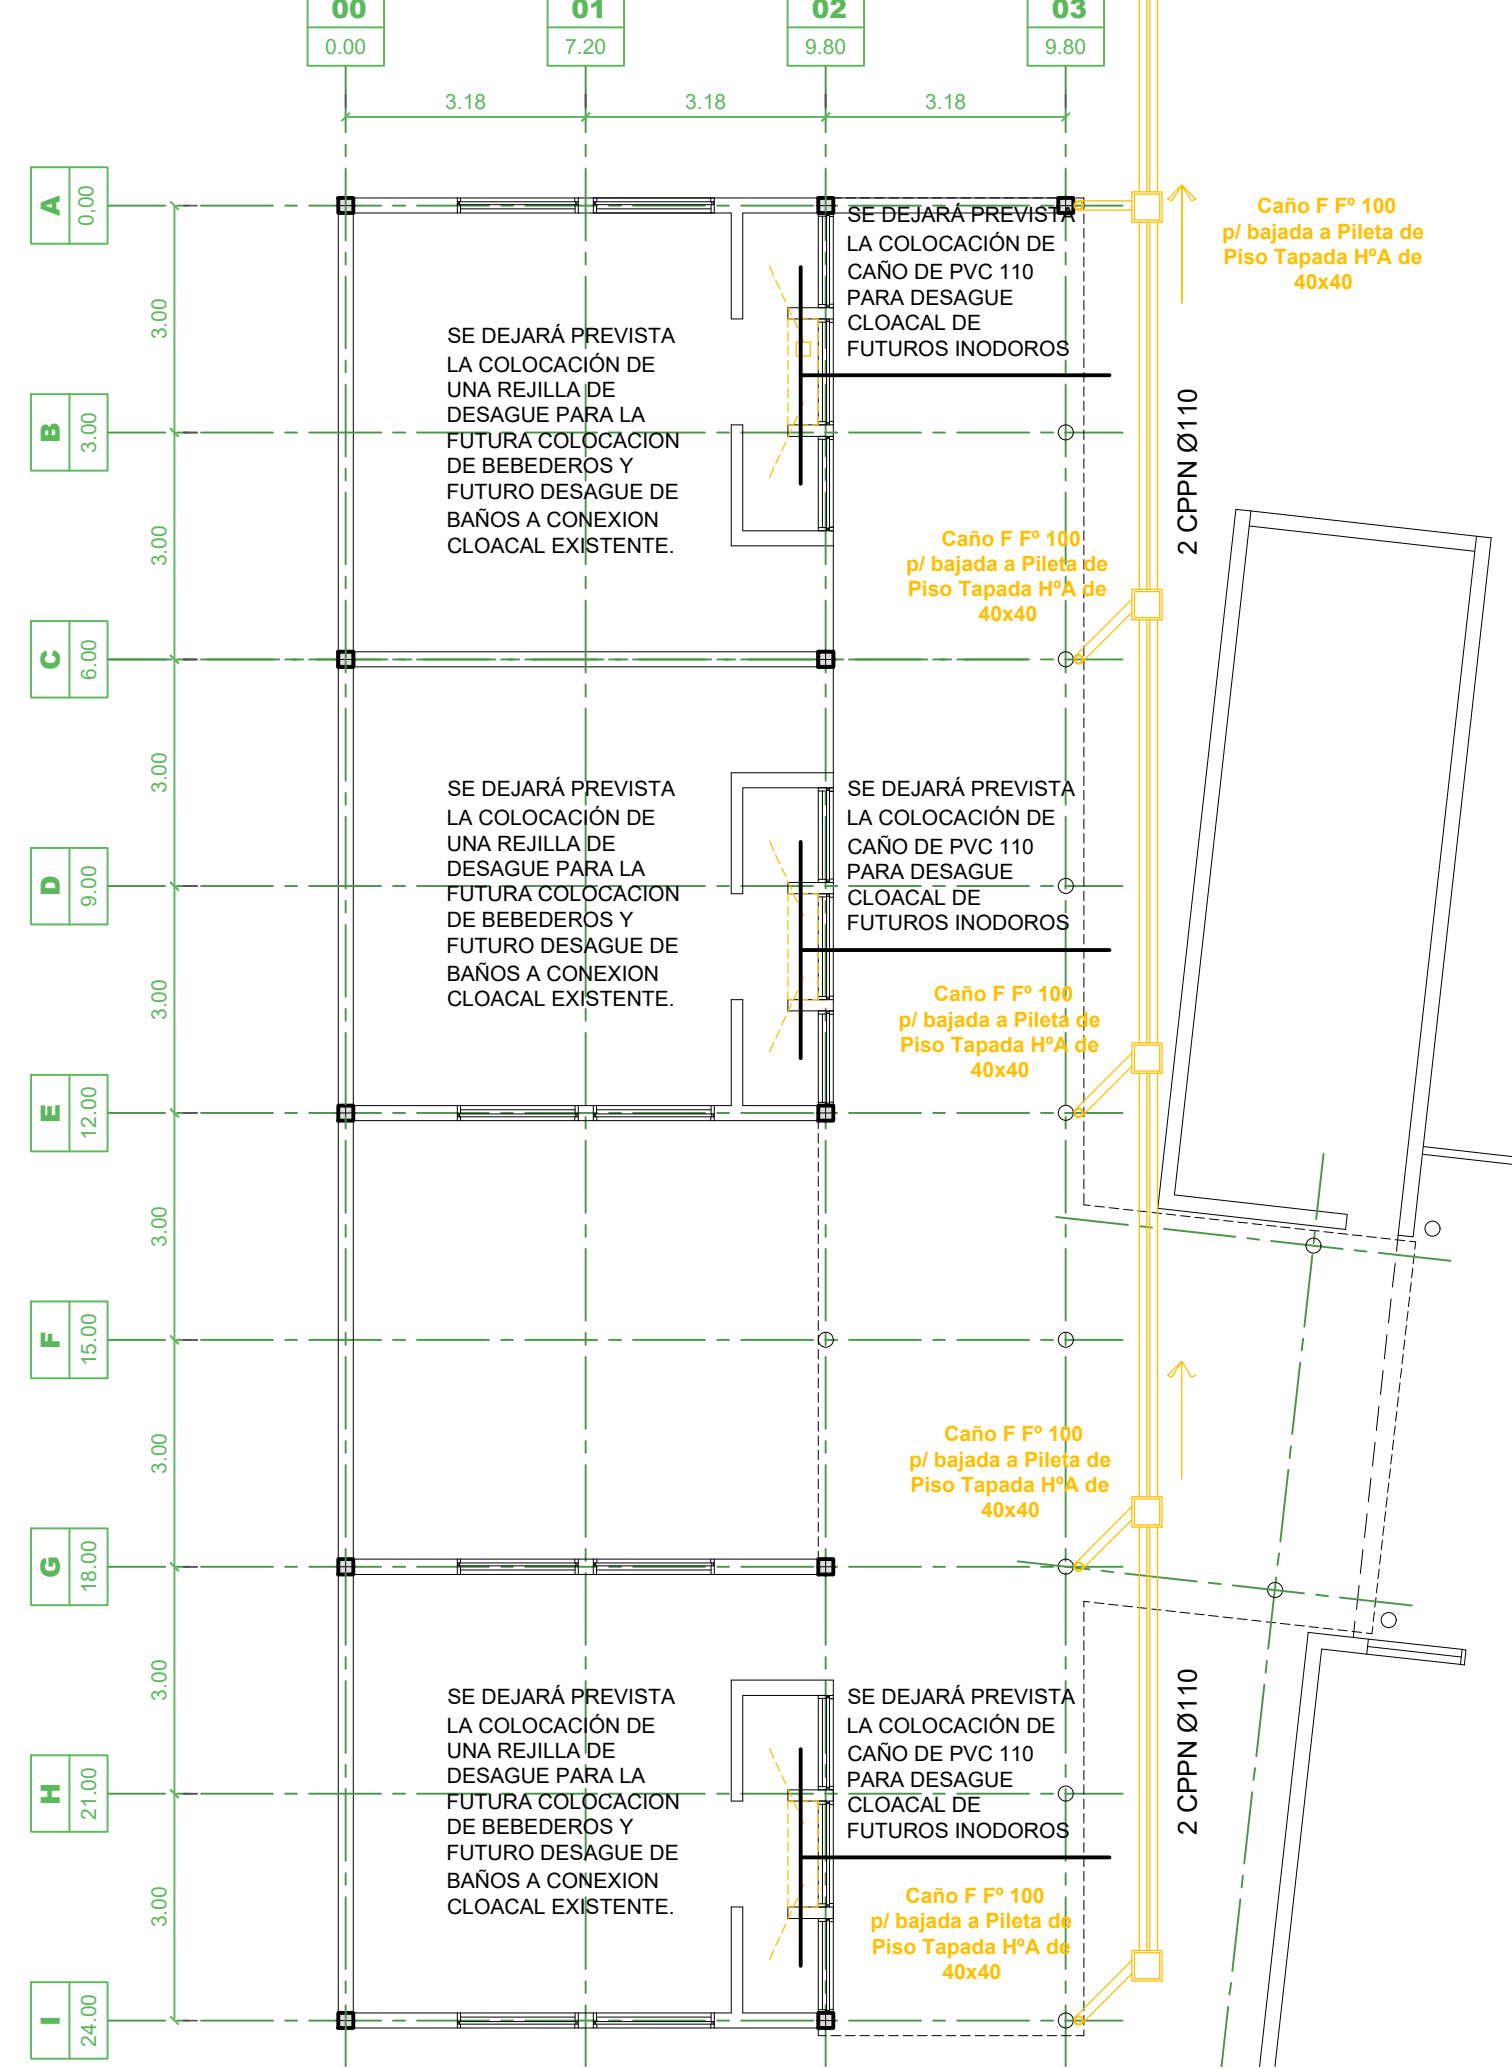 00
0.00
01
7.20
02
9.80
03
9.80
3.18
3.18
3.18
A
0,00
3.00
B
3.00
3.00
C
6.00
3.00
D
9.00
3.00
E
12.00
3.00
F
15.00
3.00
G
18.00
3.00
H
21.00
3.00
I
24.00
SE DEJARÁ PREVISTA
LA COLOCACIÓN DE
CAÑO DE PVC 110
PARA DESAGUE
CLOACAL DE
FUTUROS INODOROS
Caño F Fº 100
p/ bajada a Pileta de
Piso Tapada HºA de
40x40
SE DEJARÁ PREVISTA
LA COLOCACIÓN DE
UNA REJILLA DE
DESAGUE PARA LA
FUTURA COLOCACION
DE BEBEDEROS Y
FUTURO DESAGUE DE
BAÑOS A CONEXION
CLOACAL EXISTENTE.
2 CPPN Ø110
Caño F Fº 100
p/ bajada a Pileta de
Piso Tapada HºA de
40x40
SE DEJARÁ PREVISTA
LA COLOCACIÓN DE
UNA REJILLA DE
DESAGUE PARA LA
FUTURA COLOCACION
DE BEBEDEROS Y
FUTURO DESAGUE DE
BAÑOS A CONEXION
CLOACAL EXISTENTE.
SE DEJARÁ PREVISTA
LA COLOCACIÓN DE
CAÑO DE PVC 110
PARA DESAGUE
CLOACAL DE
FUTUROS INODOROS
Caño F Fº 100
p/ bajada a Pileta de
Piso Tapada HºA de
40x40
Caño F Fº 100
p/ bajada a Pileta de
Piso Tapada HºA de
40x40
SE DEJARÁ PREVISTA
LA COLOCACIÓN DE
UNA REJILLA DE
DESAGUE PARA LA
FUTURA COLOCACION
DE BEBEDEROS Y
FUTURO DESAGUE DE
BAÑOS A CONEXION
CLOACAL EXISTENTE.
SE DEJARÁ PREVISTA
LA COLOCACIÓN DE
CAÑO DE PVC 110
PARA DESAGUE
CLOACAL DE
FUTUROS INODOROS
2 CPPN Ø110
Caño F Fº 100
p/ bajada a Pileta de
Piso Tapada HºA de
40x40